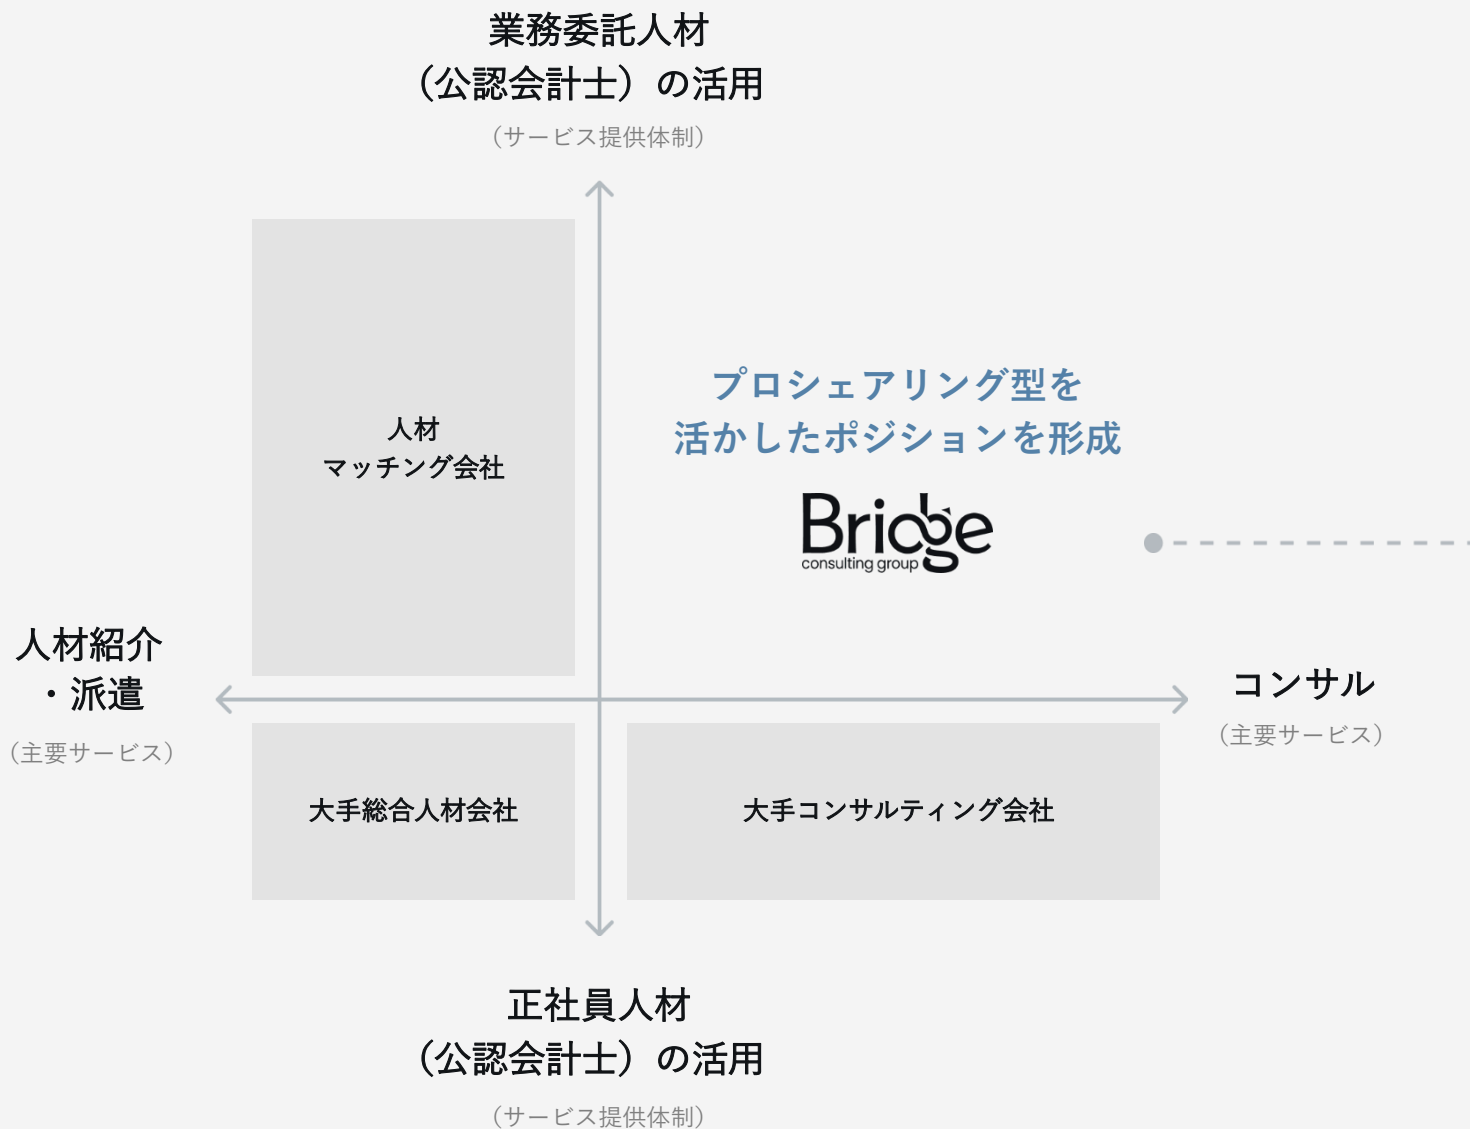 業務委託人材
（公認会計士）の活用
（サービス提供体制）
プロシェアリング型を
活かしたポジションを形成
人材
マッチング会社
Bridge
consulting group
人材紹介
・派遣
（主要サービス）
コンサル
（主要サービス）
大手総合人材会社
大手コンサルティング会社
正社員人材
（公認会計士）の活用
（サービス提供体制）